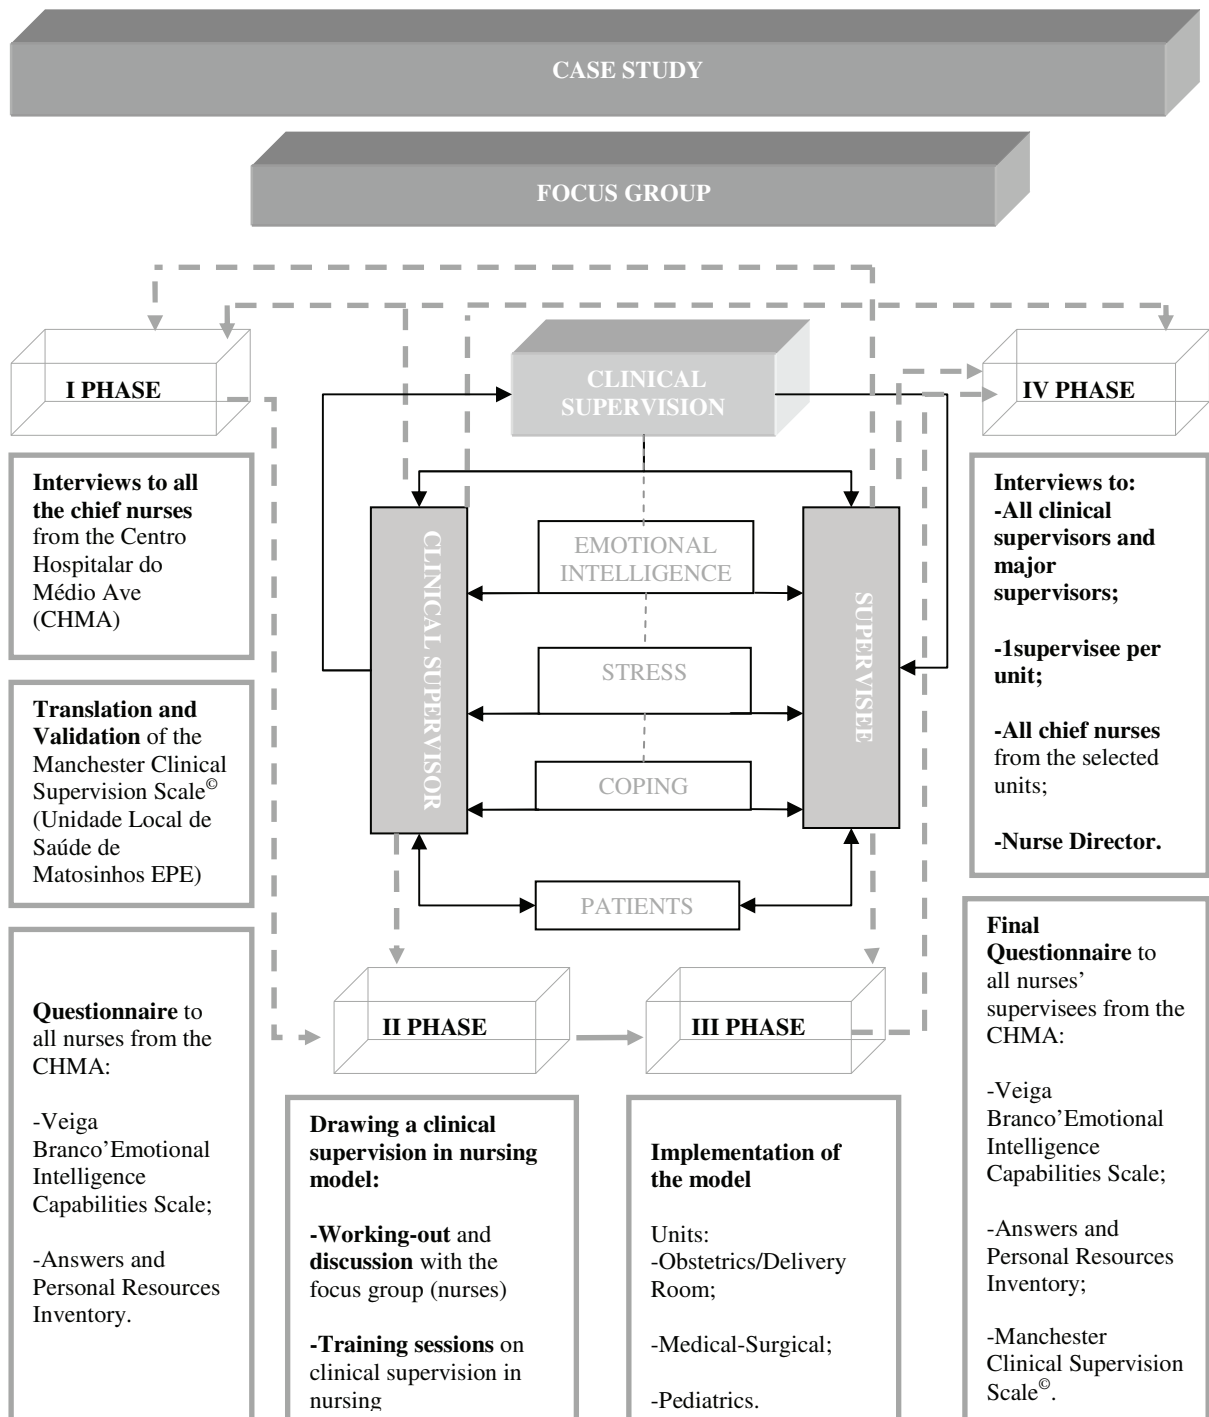 CASE STUDY
FOCUS GROUP
I PHASE
CLINICAL
SUPERVISION
IV PHASE
Interviews to all
the chief nurses
from the Centro
Hospitalar do
Médio Ave
(CHMA)
Translation and
Validation of the
Manchester Clinical
Supervision Scale©
(Unidade Local de
Saúde de
Matosinhos EPE)
Questionnaire to
all nurses from the
CHMA:
-Veiga
Branco'Emotional
Intelligence
Capabilities Scale;
-Answers and
Personal Resources
Inventory.
CLINICAL SUPERVISOR
EMOTIONAL
INTELLIGENCE
STRESS
COPING
SUPERVISEE
PATIENTS
II PHASE
III PHASE
Drawing a clinical
supervision in nursing
model:
-Working-out and
discussion with the
focus group (nurses)
-Training sessions on
clinical supervision in
nursing
Implementation of
the model
Units:
-Obstetrics/Delivery
Room;
-Medical-Surgical;
-Pediatrics.
Interviews to:
-All clinical
supervisors and
major
supervisors;
-1supervisee per
unit;
-All chief nurses
from the selected
units;
-Nurse Director.
Final
Questionnaire to
all nurses'
supervisees from the
CHMA:
-Veiga
Branco'Emotional
Intelligence
Capabilities Scale;
-Answers and
Personal Resources
Inventory;
-Manchester
Clinical Supervision
Scale©.